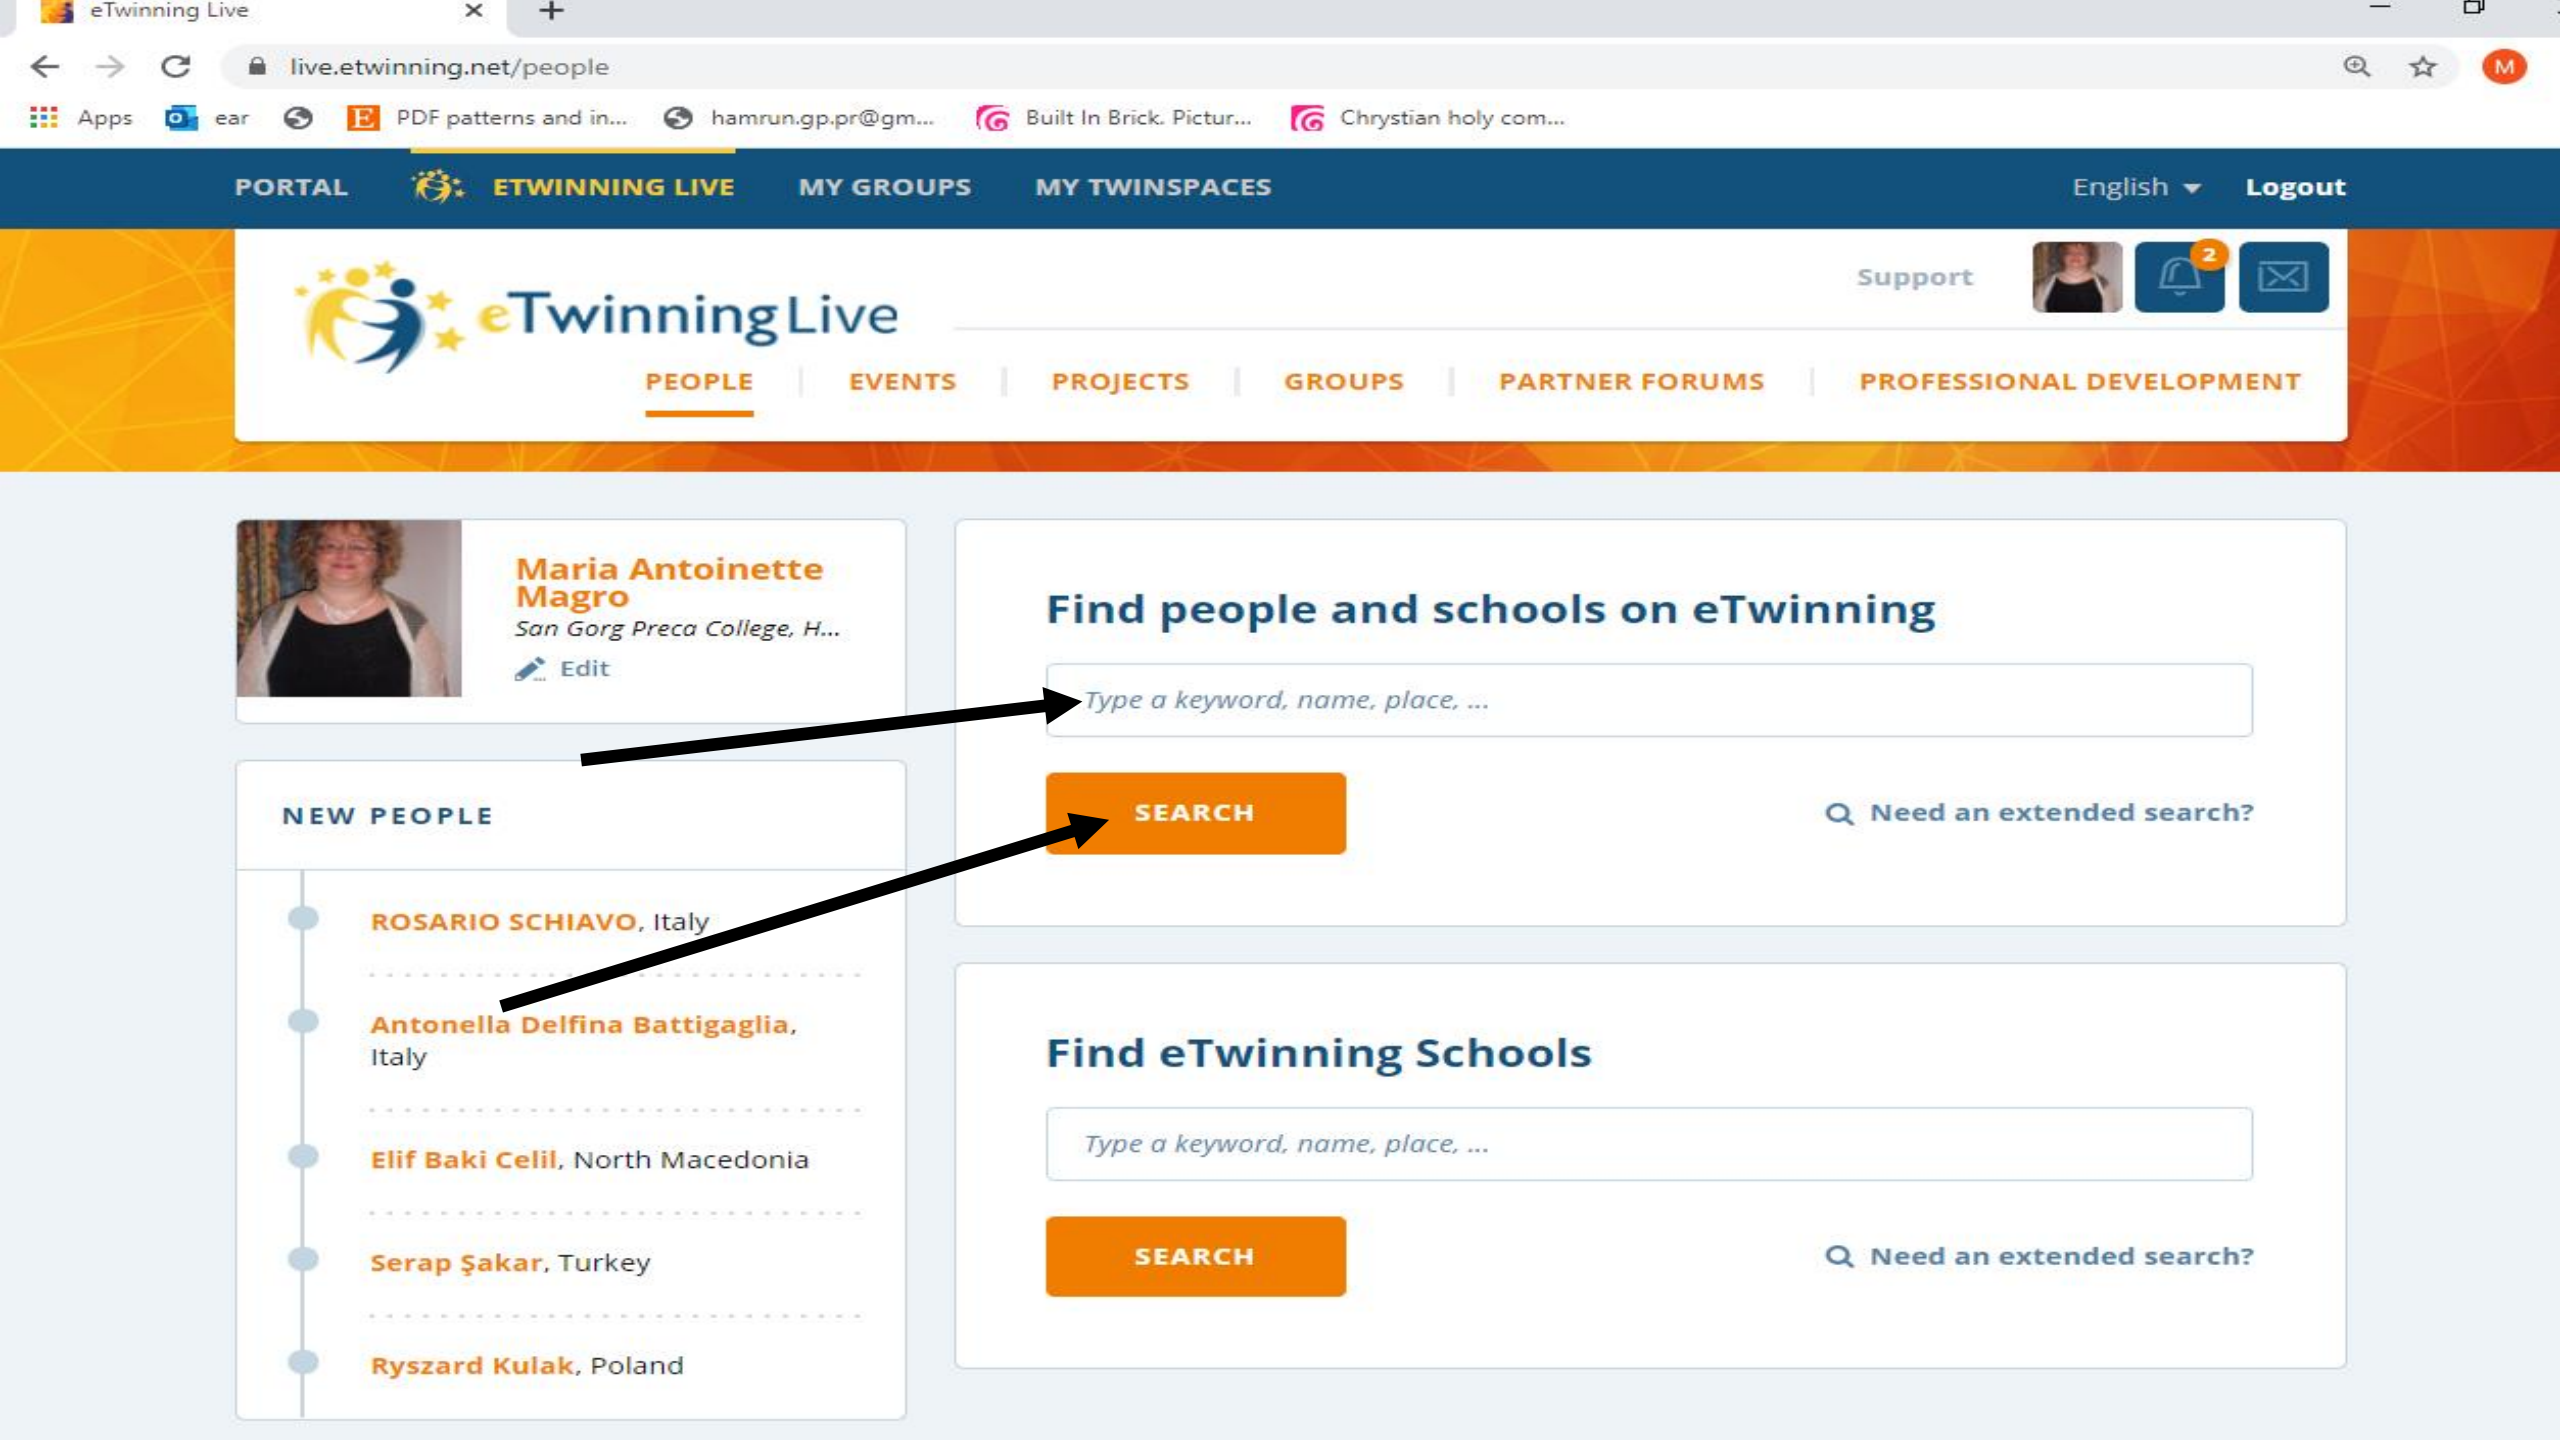 eTwinning Live
live.etwinning.net/people
M
Apps ear PDF patterns and in... hamrun.gp.pr@gm... Built In Brick. Pictur... Chrystian holy com...
PORTAL ETWINNING LIVE MY GROUPS MY TWINSPACES English Logout
Support 2
eTwinning Live
PEOPLE EVENTS PROJECTS GROUPS PARTNER FORUMS PROFESSIONAL DEVELOPMENT
Maria Antoinette
Magro
San Gorg Preca College, H...
Edit
Find people and schools on eTwinning
Type a keyword, name, place, ...
SEARCH Need an extended search?
NEW PEOPLE
ROSARIO SCHIAVO, Italy
Antonella Delfina Battigaglia,
Italy
Elif Baki Celil, North Macedonia
Serap Şakar, Turkey
Ryszard Kulak, Poland
Find eTwinning Schools
Type a keyword, name, place, ...
SEARCH Need an extended search?